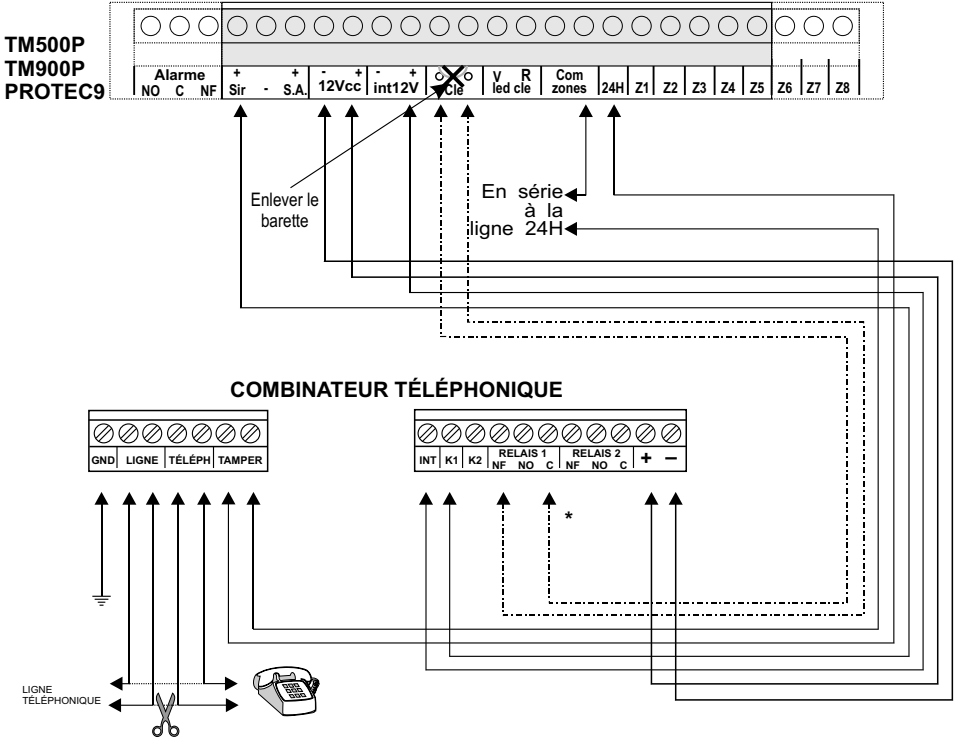 TM500P
TM900P
PROTEC9
Alarme
NO C NF
+ +
Sir - S.A.
- +
12Vcc
- +
int12V
Cle
V R
led cle
Com
zones
24H Z1 Z2 Z3 Z4 Z5 Z6 Z7 Z8
Enlever le
barette
En série
à la
ligne 24H
COMBINATEUR TÉLÉPHONIQUE
GND LIGNE TÉLÉPH TAMPER
INT K1 K2
RELAIS 1
NF NO C
RELAIS 2
NF NO C
+ −
*
LIGNE
TÉLÉPHONIQUE